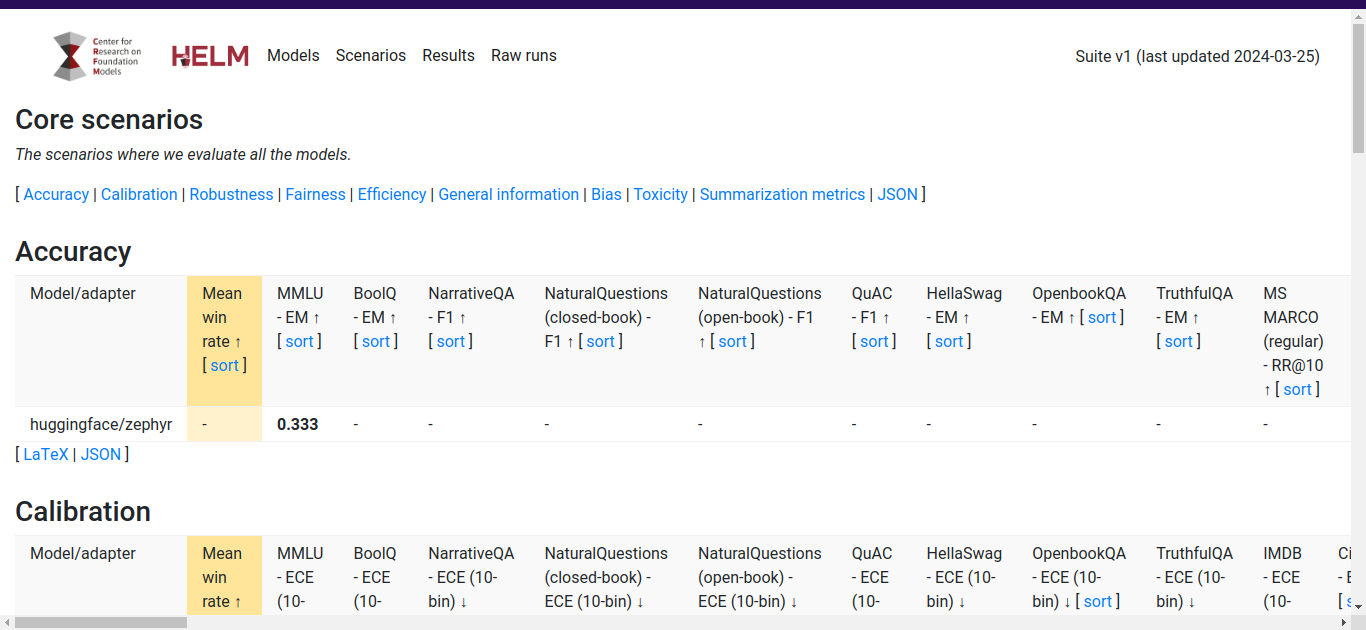 Center for
Research on
Foundation
Models
HELM
Models Scenarios Results Raw runs
Suite v1 (last updated 2024-03-25)
Core scenarios
The scenarios where we evaluate all the models.
[ Accuracy | Calibration | Robustness | Fairness | Efficiency | General information | Bias | Toxicity | Summarization metrics | JSON ]
Accuracy
Model/adapter Mean MMLU BoolQ NarrativeQA NaturalQuestions NaturalQuestions QuAC HellaSwag OpenbookQA TruthfulQA MS
win - EM ↑ - EM ↑ - F1 ↑ (closed-book) - (open-book) - F1 - F1 ↑ - EM ↑ - EM ↑ [ sort ] - EM ↑ MARCO
rate ↑ [ sort ] [ sort ] [ sort ] F1 ↑ [ sort ] ↑ [ sort ] [ sort ] [ sort ] [ sort ] (regular)
[ sort ] - RR@10
↑ [ sort ]
huggingface/zephyr - 0.333 - - - - - - - - -
[ LaTeX | JSON ]
Calibration
Model/adapter Mean MMLU BoolQ NarrativeQA NaturalQuestions NaturalQuestions QuAC HellaSwag OpenbookQA TruthfulQA IMDB Ci
win - ECE - ECE - ECE (10- (closed-book) - (open-book) - - ECE - ECE (10- - ECE (10- - ECE (10- - ECE - E
rate ↑ (10- (10- bin) ↓ ECE (10-bin) ↓ ECE (10-bin) ↓ (10- bin) ↓ bin) ↓ [ sort ] bin) ↓ (10- [ s